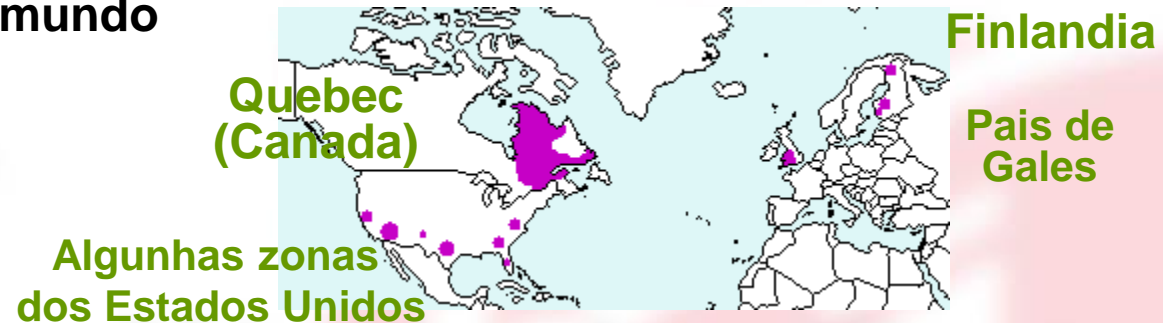 mundo
Finlandia
Quebec
(Canada)
Pais de
Gales
Algunhas zonas
dos Estados Unidos